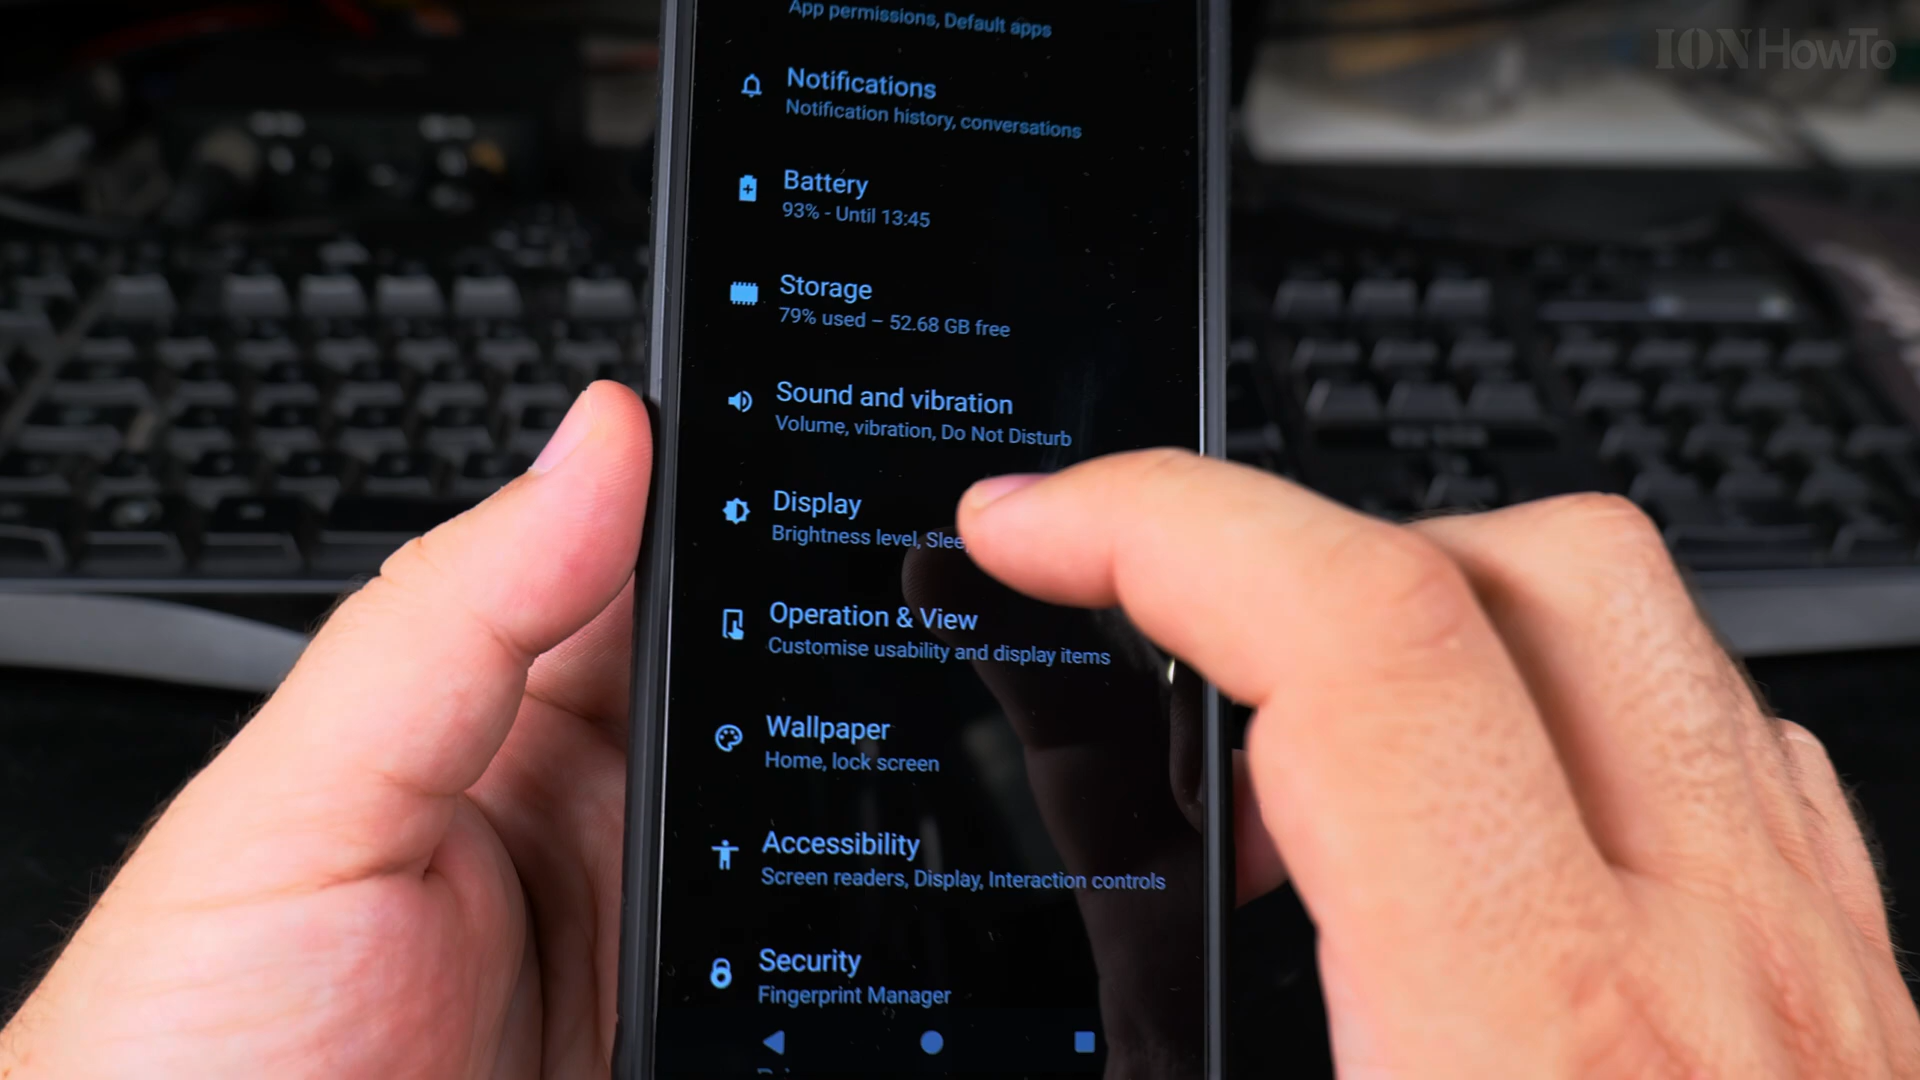 IONHowTo
App permissions, Default apps
Notifications
Notification history, conversations
Battery
93% - Until 13:45
Storage
79% used – 52.68 GB free
Sound and vibration
Volume, vibration, Do Not Disturb
Display
Brightness level,
Operation & View
Customise usability and display items
Wallpaper
Home, lock screen
Accessibility
Screen readers, Display, Interaction controls
Security
Fingerprint Manager